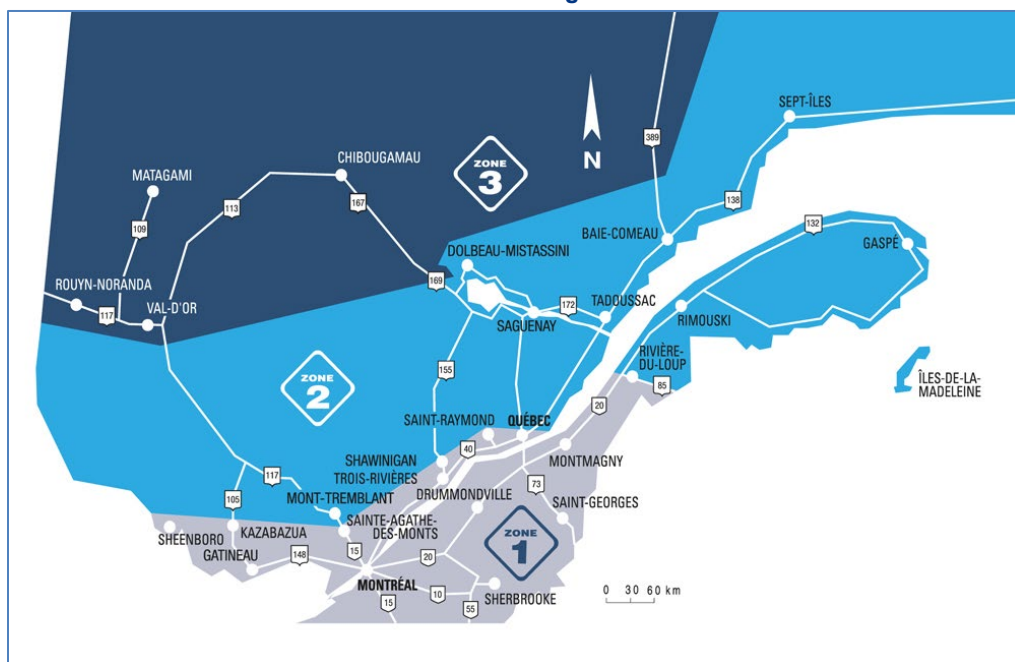 SEPT-ÎLES
389
N
ZONE
3
CHIBOUGAMAU
MATAGAMI
167
113
138
109
132
BAIE-COMEAU
GASPÉ
DOLBEAU-MISTASSINI
ROUYN-NORANDA
169
117
VAL-D'OR
172
TADOUSSAC
SAGUENAY
RIMOUSKI
RIVIÈRE-
DU-LOUP
155
85
ÎLES-DE-LA-
MADELEINE
ZONE
2
20
SAINT-RAYMOND
QUÉBEC
40
MONTMAGNY
SHAWINIGAN
TROIS-RIVIÈRES
117
73
DRUMMONDVILLE
105
MONT-TREMBLANT
SAINT-GEORGES
SAINTE-AGATHE-
DES-MONTS
SHEENBORO
KAZABAZUA
GATINEAU
148
15
20
ZONE
1
MONTRÉAL
SHERBROOKE
10
15
55
0 30 60 km